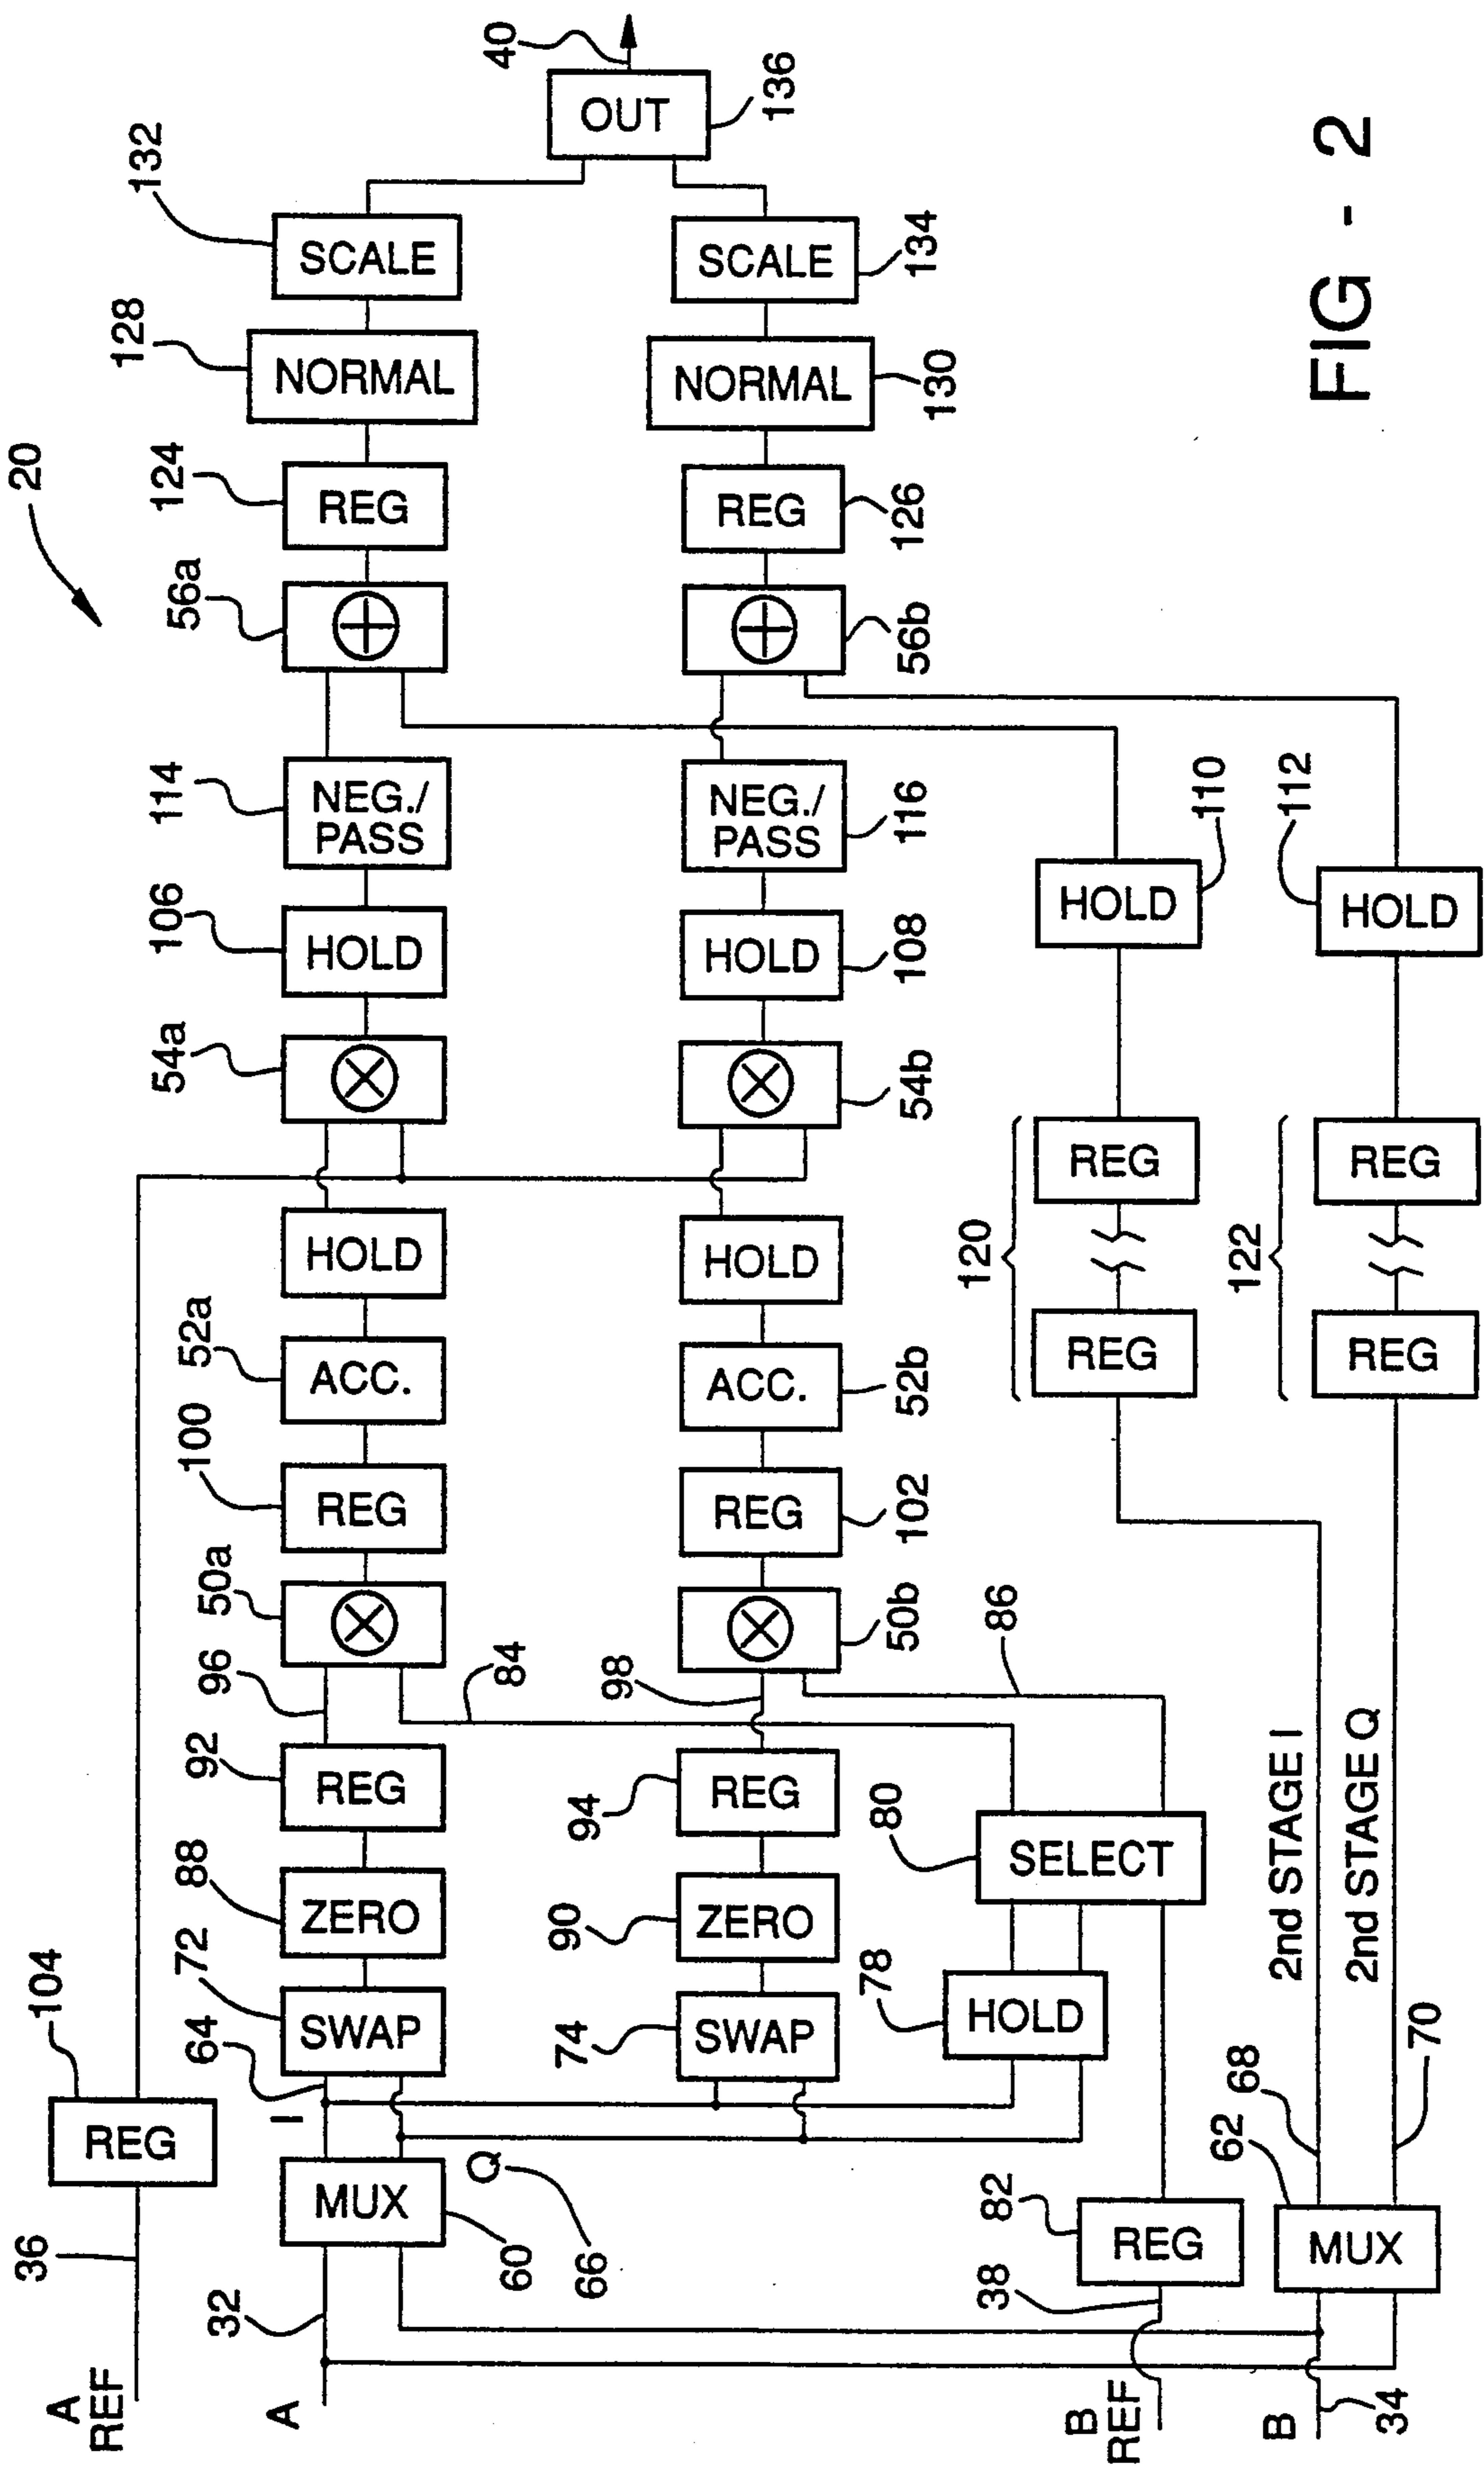 20
A
REF
36
REG
104
A
32
MUX
60
I
64
Q
66
SWAP
72
ZERO
88
REG
92
96
84
50a
REG
100
ACC.
52a
HOLD
54a
HOLD
106
NEG./
PASS
114
56a
REG
124
NORMAL
128
SCALE
132
OUT
136
40
SWAP
74
ZERO
90
REG
94
98
50b
86
REG
102
ACC.
52b
HOLD
54b
HOLD
108
NEG./
PASS
116
56b
REG
126
NORMAL
130
SCALE
134
HOLD
78
SELECT
80
B
REF
38
REG
82
B
34
MUX
62
68
70
2nd STAGE I
2nd STAGE Q
REG
REG
120
HOLD
110
REG
REG
122
HOLD
112
FIG - 2